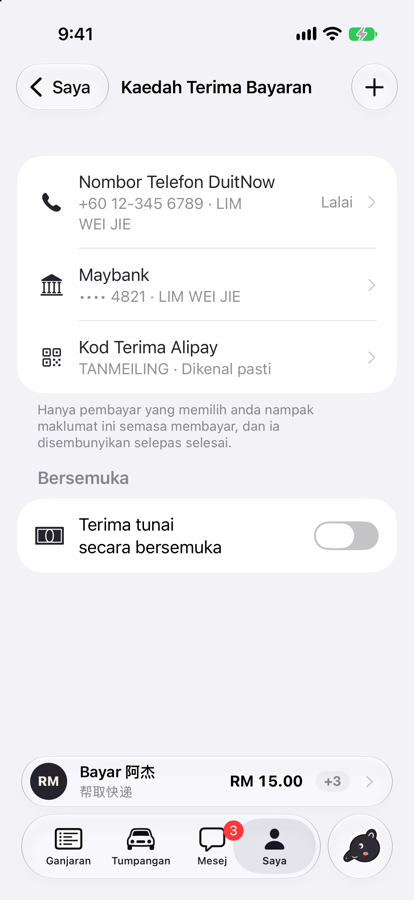 9:41
Saya
Kaedah Terima Bayaran
Nombor Telefon DuitNow
+60 12-345 6789 · LIM
WEI JIE
Lalai
Maybank
•••• 4821 · LIM WEI JIE
Kod Terima Alipay
TANMEILING · Dikenal pasti
Hanya pembayar yang memilih anda nampak
maklumat ini semasa membayar, dan ia
disembunyikan selepas selesai.
Bersemuka
Terima tunai
secara bersemuka
RM
Bayar 阿杰
帮取快递
RM 15.00
+3
Ganjaran
Tumpangan
3
Mesej
Saya